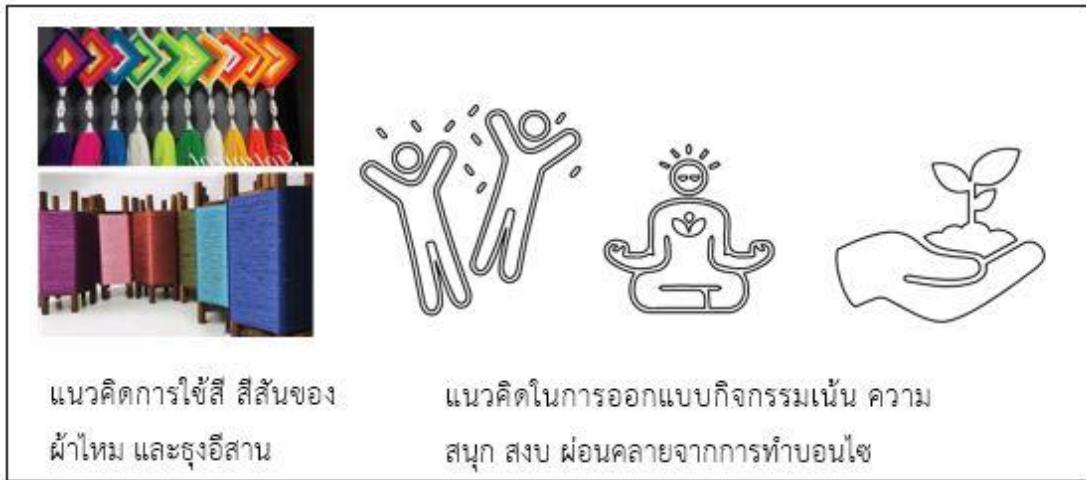 แนวคิดการใช้สี สีสันของ
ผ้าไหม และธุงอีสาน
แนวคิดในการออกแบบกิจกรรมเน้น ความ
สนุก สงบ ผ่อนคลายจากการทำบอนไซ